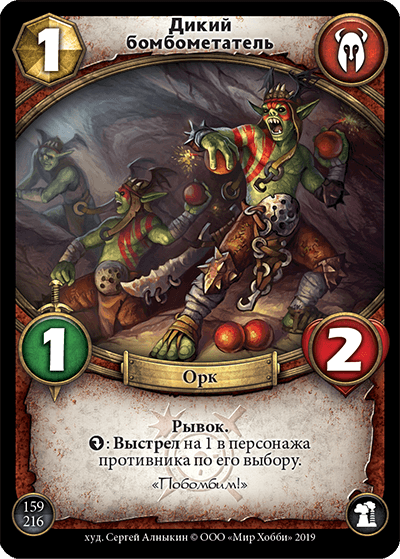 Дикий
бомбометатель
1
1
2
Орк
Рывок.
: Выстрел на 1 в персонажа
противника по его выбору.
«Побомбим!»
159
216
худ. Сергей Алныкин © ООО «Мир Хобби» 2019